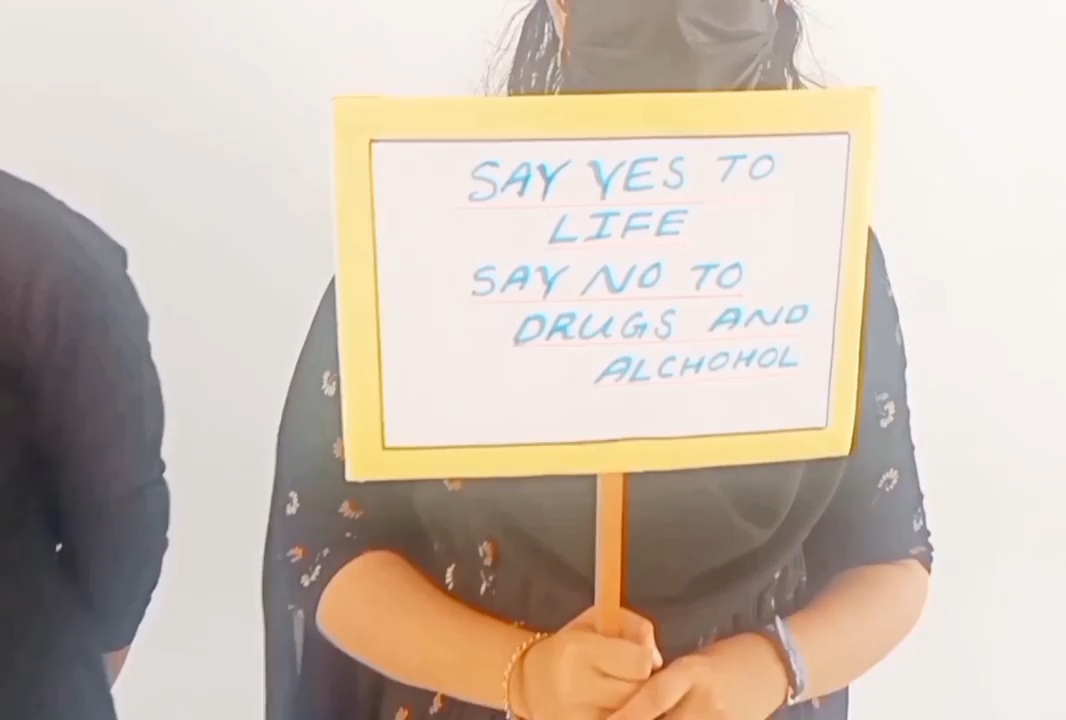 SAY YES TO
LIFE
SAY NO TO
DRUGS AND
ALCHOHOL